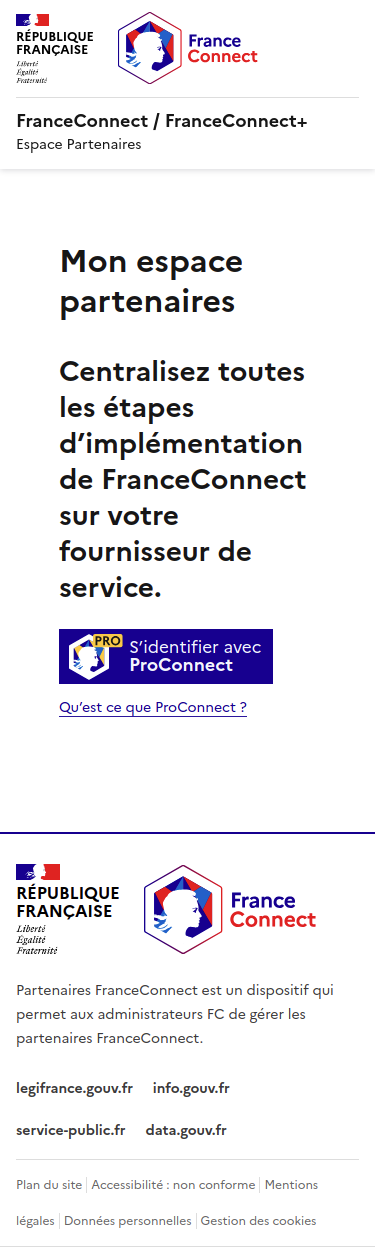 RÉPUBLIQUE
FRANÇAISE
Liberté
Égalité
Fraternité
France
Connect
FranceConnect / FranceConnect+
Espace Partenaires
Mon espace
partenaires
Centralisez toutes
les étapes
d’implémentation
de FranceConnect
sur votre
fournisseur de
service.
PRO
S’identifier avec
ProConnect
Qu’est ce que ProConnect ?
RÉPUBLIQUE
FRANÇAISE
Liberté
Égalité
Fraternité
France
Connect
Partenaires FranceConnect est un dispositif qui
permet aux administrateurs FC de gérer les
partenaires FranceConnect.
legifrance.gouv.fr info.gouv.fr
service-public.fr data.gouv.fr
Plan du site Accessibilité : non conforme Mentions
légales Données personnelles Gestion des cookies